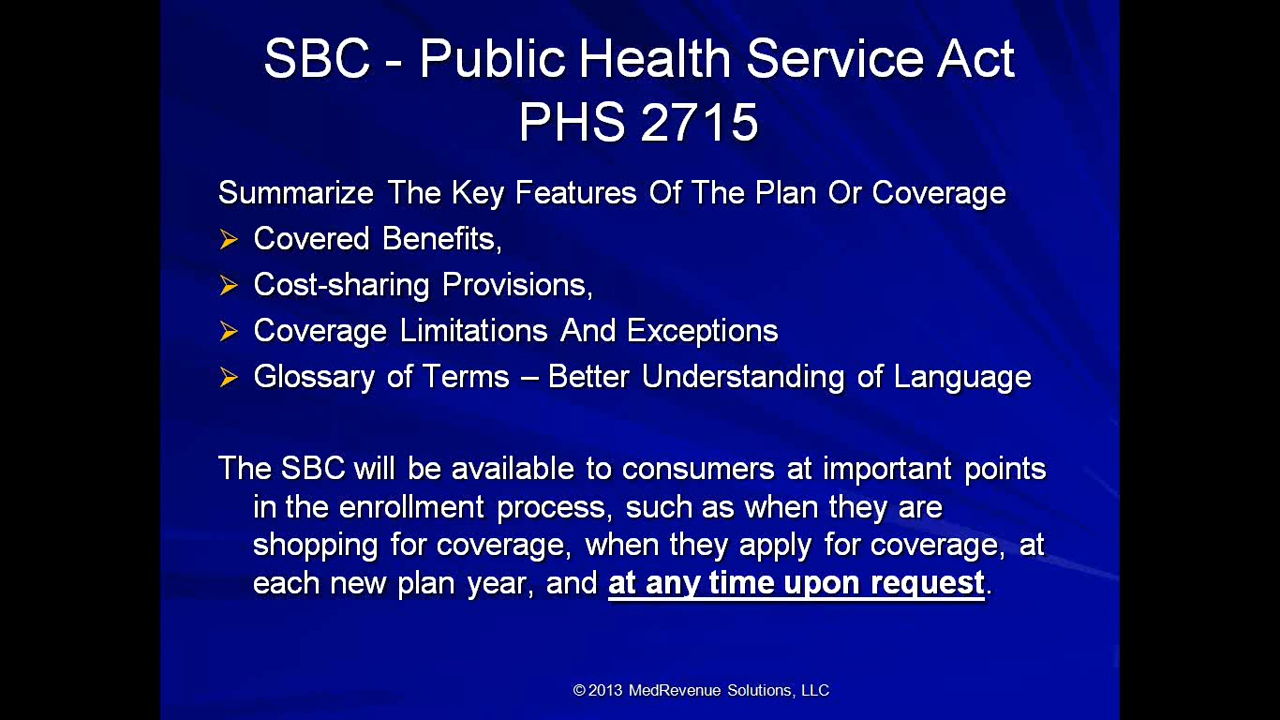 SBC - Public Health Service Act
PHS 2715
Summarize The Key Features Of The Plan Or Coverage
Covered Benefits,
Cost-sharing Provisions,
Coverage Limitations And Exceptions
Glossary of Terms – Better Understanding of Language
The SBC will be available to consumers at important points
in the enrollment process, such as when they are
shopping for coverage, when they apply for coverage, at
each new plan year, and at any time upon request.
© 2013 MedRevenue Solutions, LLC